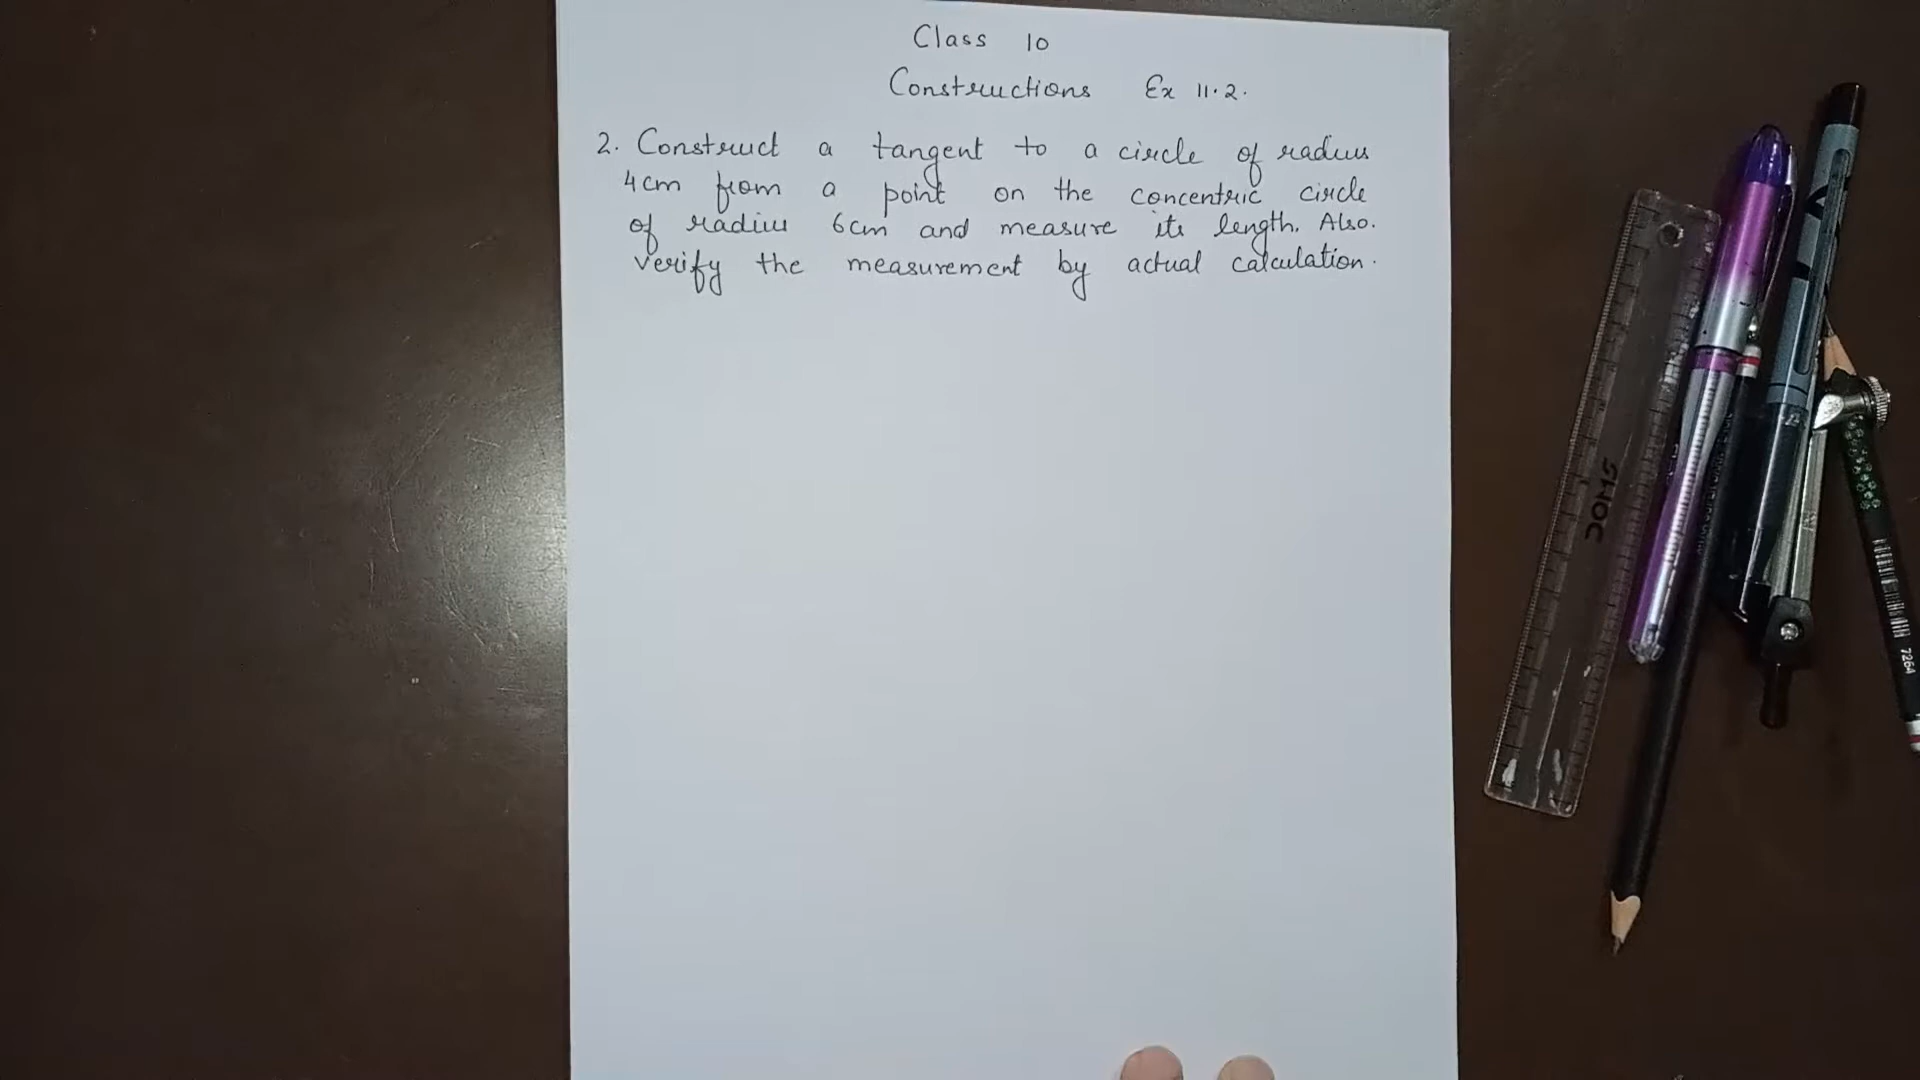 Class 10
Constructions Ex 11.2.
2. Construct a tangent to a circle of radius
4cm from a point on the concentric circle
of radius 6cm and measure its length. Also.
verify the measurement by actual calculation.
DOMS
7264